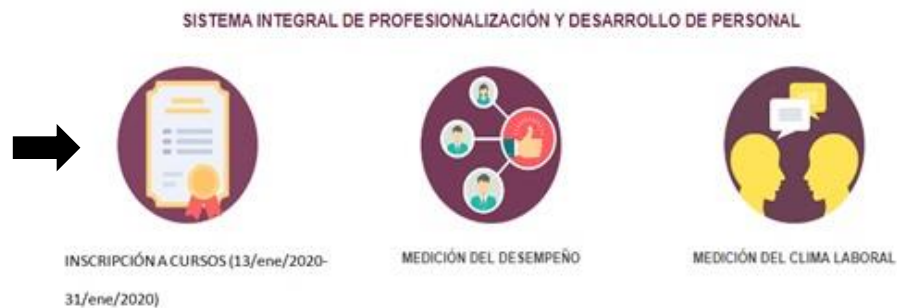 SISTEMA INTEGRAL DE PROFESIONALIZACIÓN Y DESARROLLO DE PERSONAL
INSCRIPCIÓN A CURSOS (13/ene/2020-
31/ene/2020)
MEDICIÓN DEL DESEMPEÑO
MEDICIÓN DEL CLIMA LABORAL